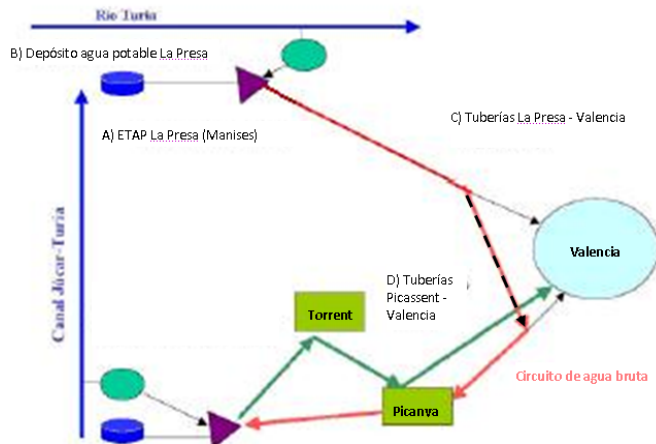 Río Turia
B) Depósito agua potable La Presa
C) Tuberías La Presa - Valencia
A) ETAP La Presa (Manises)
Canal Júcar-Turia
Valencia
D) Tuberías
Picassent -
Valencia
Torrent
Circuito de agua bruta
Picanya